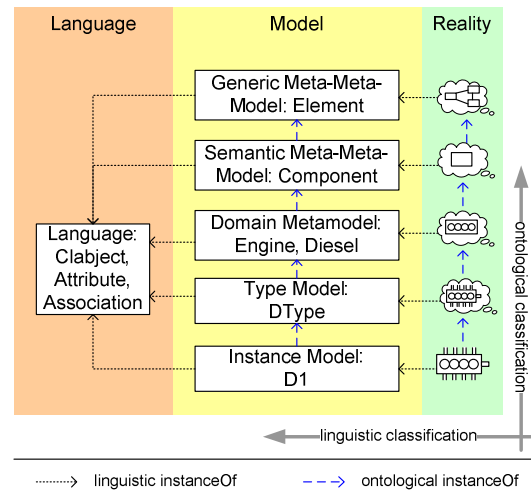 Language
Model
Reality
Generic Meta-Meta-
Model: Element
Semantic Meta-Meta-
Model: Component
Language:
Clabject,
Attribute,
Association
Domain Metamodel:
Engine, Diesel
Type Model:
DType
Instance Model:
D1
ontological classification
linguistic classification
linguistic instanceOf
ontological instanceOf